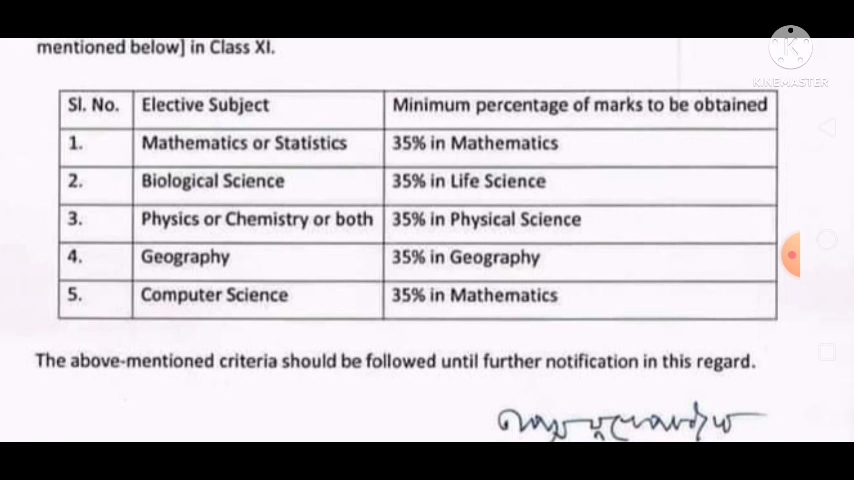 mentioned below] in Class XI.
KINEMASTER
Sl. No. Elective Subject Minimum percentage of marks to be obtained
1. Mathematics or Statistics 35% in Mathematics
2. Biological Science 35% in Life Science
3. Physics or Chemistry or both 35% in Physical Science
4. Geography 35% in Geography
5. Computer Science 35% in Mathematics
The above-mentioned criteria should be followed until further notification in this regard.